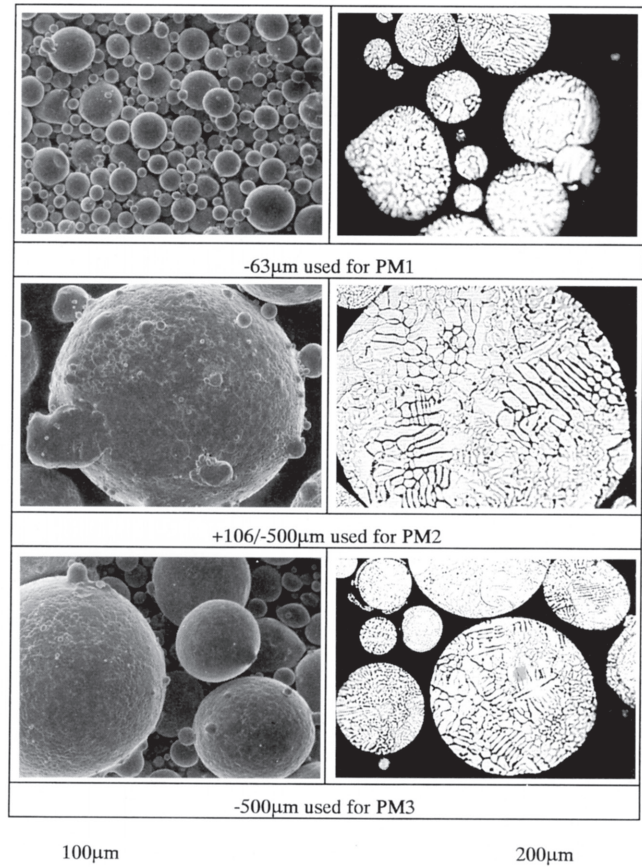 -63μm used for PM1
+106/-500μm used for PM2
-500μm used for PM3
100μm 200μm